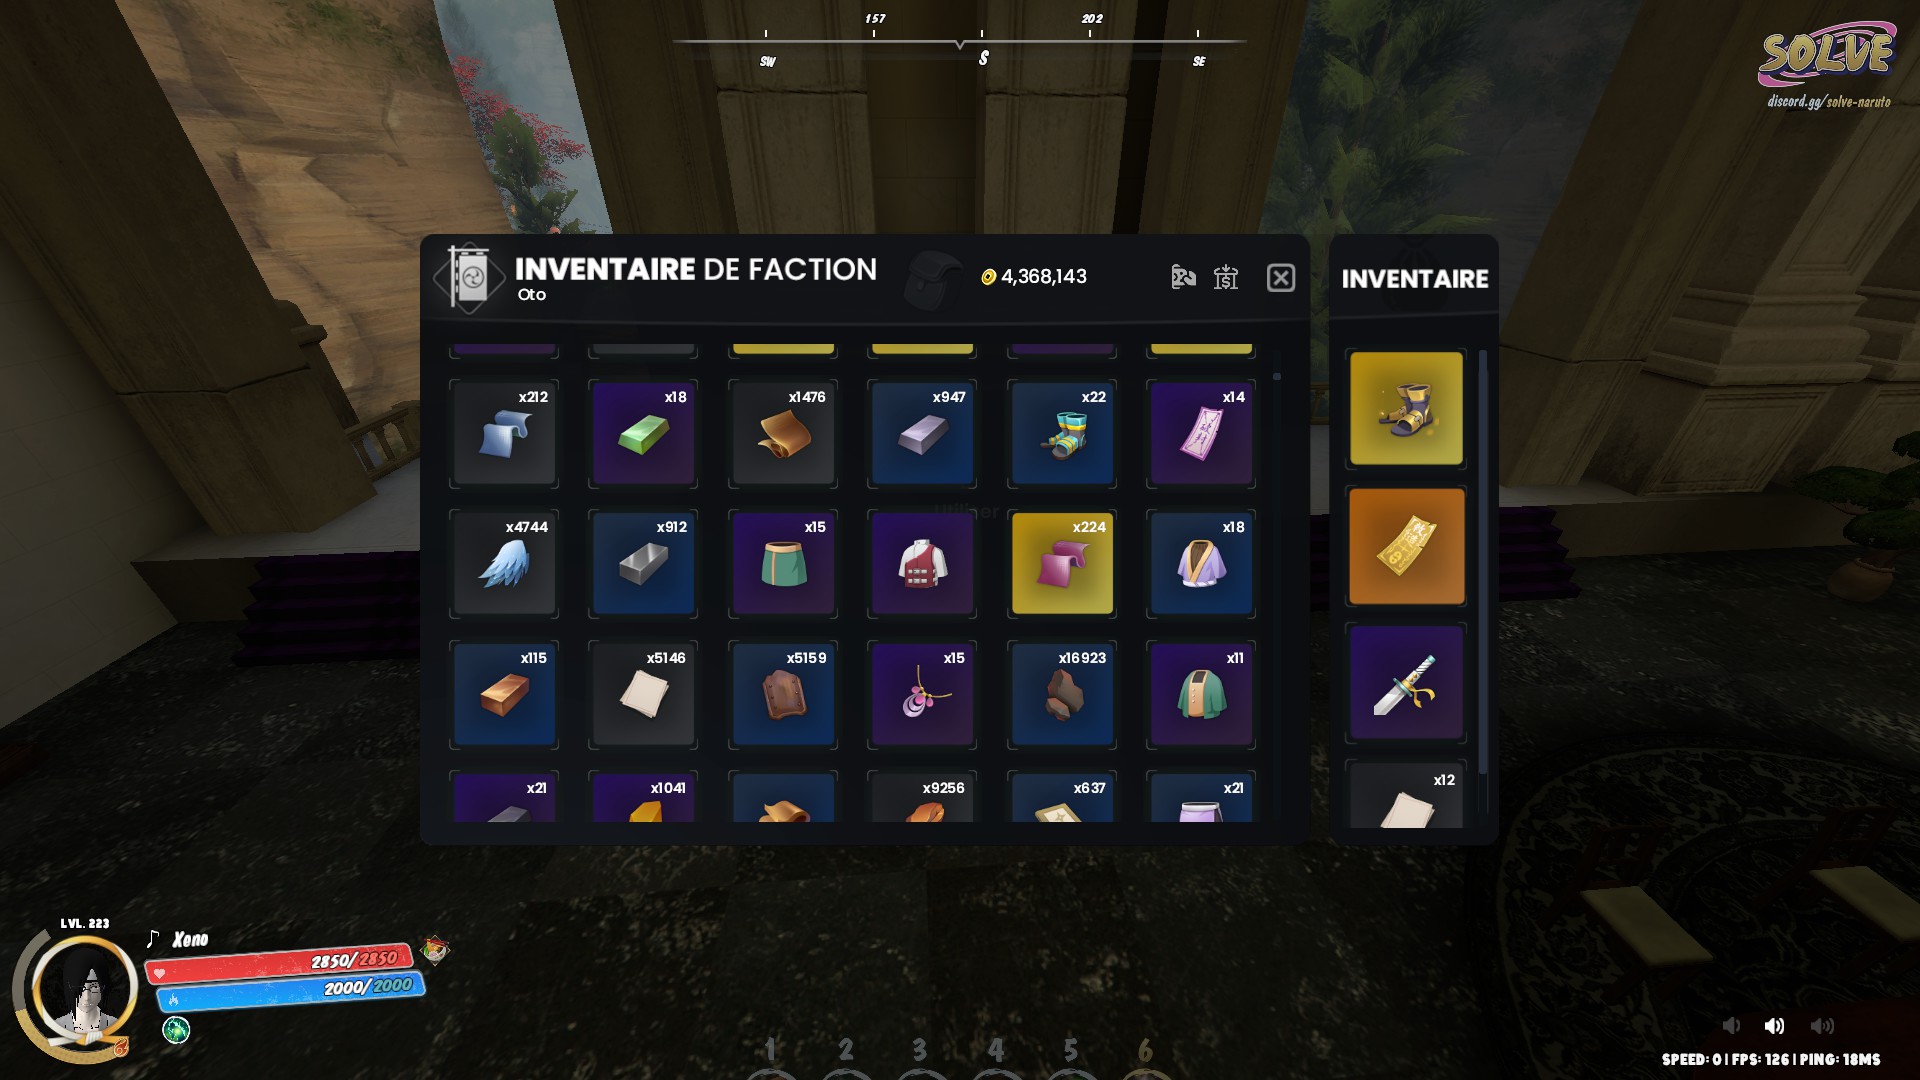 157 202
SW S SE
SOLVE
discord.gg/solve-naruto
INVENTAIRE DE FACTION
Oto
4,368,143
INVENTAIRE
x212 x18 x1476 x947 x22 x14
Utiliser
x4744 x912 x15 x224 x18
x115 x5146 x5159 x15 x16923 x11
x21 x1041 x9256 x637 x21
x12
LVL. 223
Xeno
2850/2850
2000/2000
1 2 3 4 5 6
SPEED: 0 | FPS: 126 | PING: 18MS